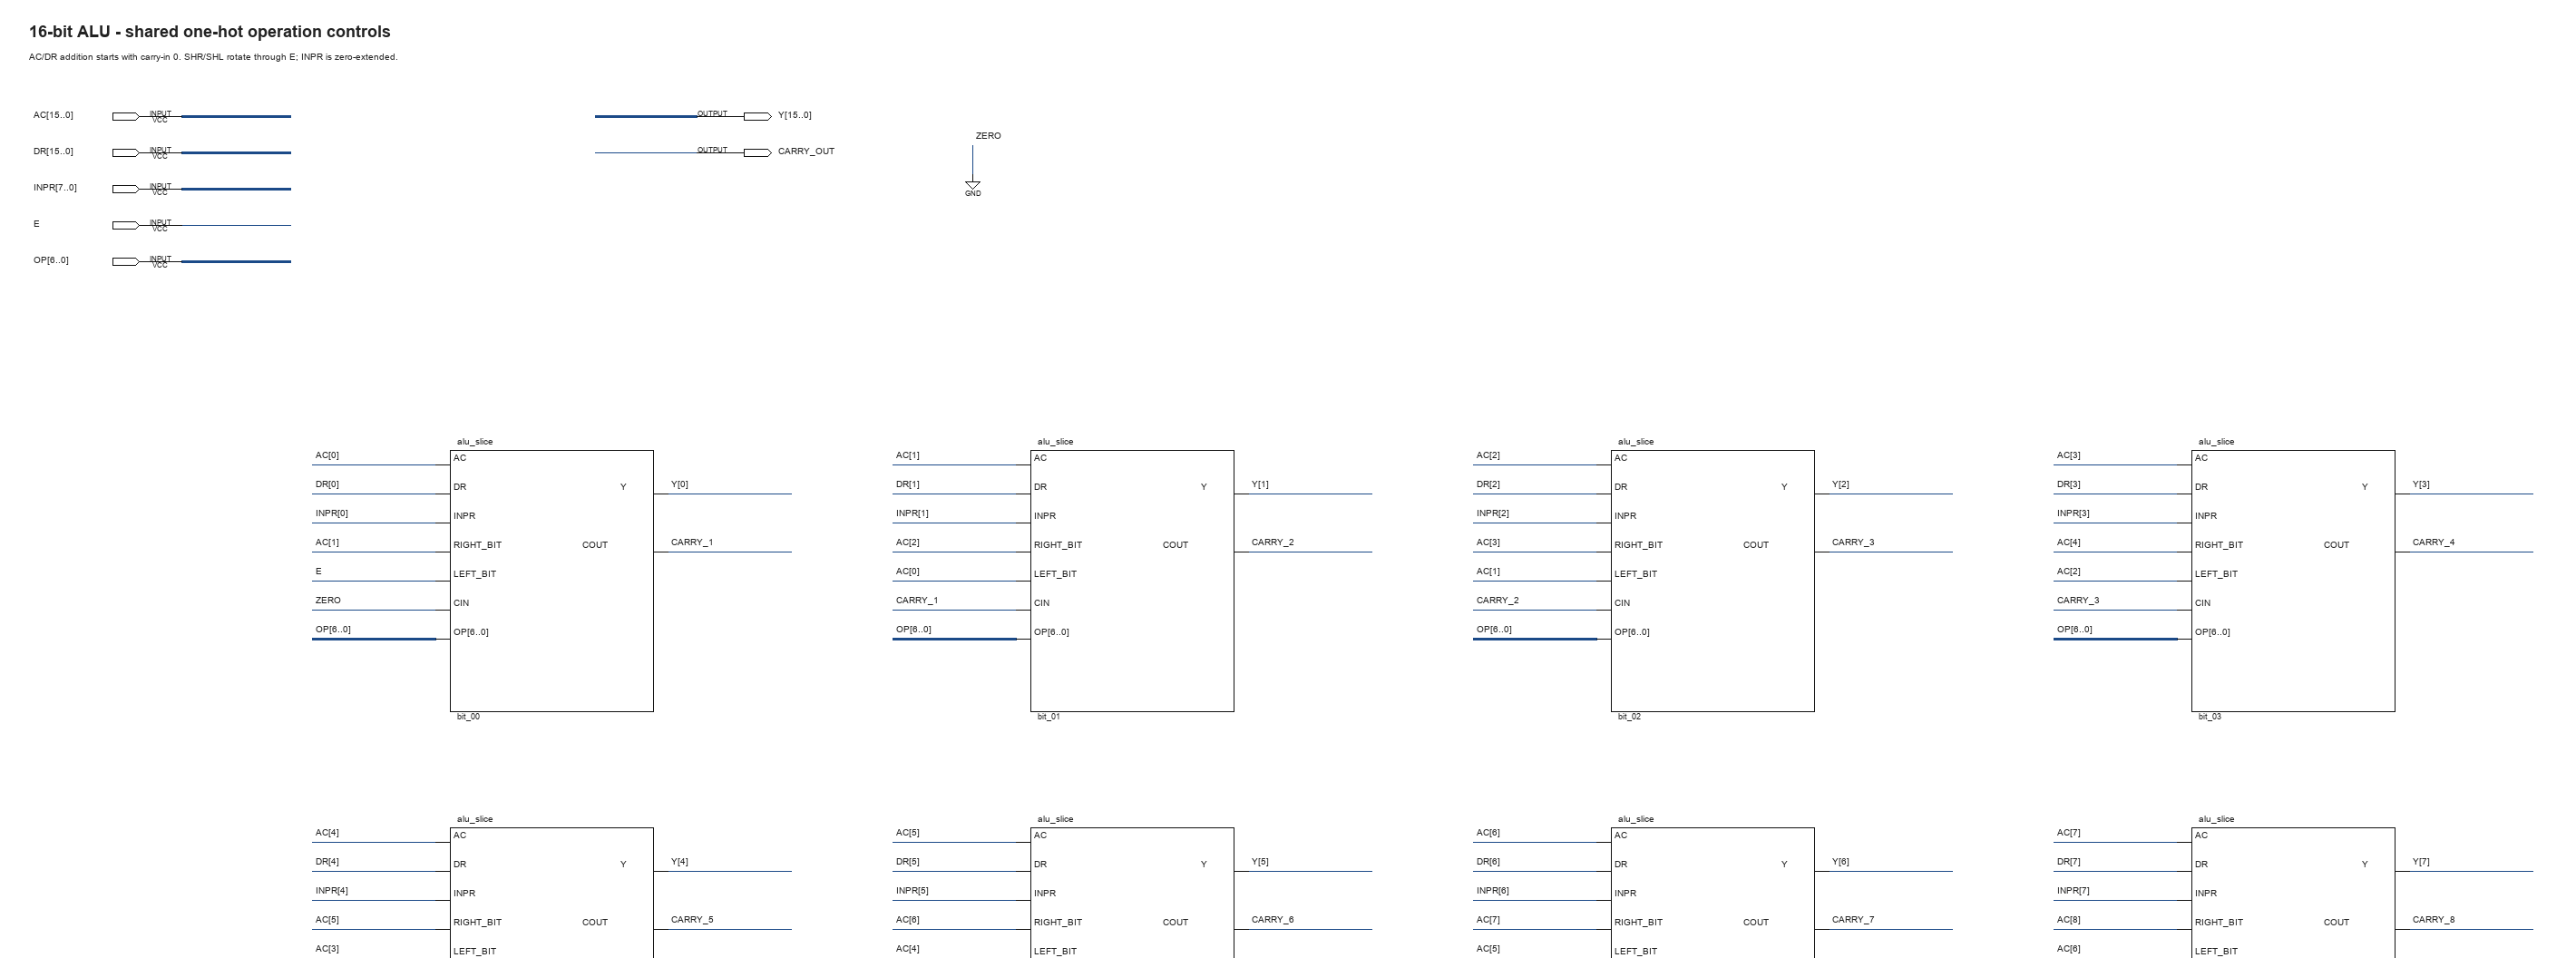 16-bit ALU - shared one-hot operation controls
AC/DR addition starts with carry-in 0. SHR/SHL rotate through E; INPR is zero-extended.
AC[15..0] INPUT VCC OUTPUT Y[15..0]
ZERO
DR[15..0] INPUT VCC OUTPUT CARRY_OUT
INPR[7..0] INPUT VCC GND
E INPUT VCC
OP[6..0] INPUT VCC
alu_slice alu_slice alu_slice alu_slice
AC[0] AC AC[1] AC AC[2] AC AC[3] AC
DR[0] DR Y Y[0] DR[1] DR Y Y[1] DR[2] DR Y Y[2] DR[3] DR Y Y[3]
INPR[0] INPR INPR[1] INPR INPR[2] INPR INPR[3] INPR
AC[1] RIGHT_BIT COUT CARRY_1 AC[2] RIGHT_BIT COUT CARRY_2 AC[3] RIGHT_BIT COUT CARRY_3 AC[4] RIGHT_BIT COUT CARRY_4
E LEFT_BIT AC[0] LEFT_BIT AC[1] LEFT_BIT AC[2] LEFT_BIT
ZERO CIN CARRY_1 CIN CARRY_2 CIN CARRY_3 CIN
OP[6..0] OP[6..0] OP[6..0] OP[6..0] OP[6..0] OP[6..0] OP[6..0] OP[6..0]
bit_00 bit_01 bit_02 bit_03
alu_slice alu_slice alu_slice alu_slice
AC[4] AC AC[5] AC AC[6] AC AC[7] AC
DR[4] DR Y Y[4] DR[5] DR Y Y[5] DR[6] DR Y Y[6] DR[7] DR Y Y[7]
INPR[4] INPR INPR[5] INPR INPR[6] INPR INPR[7] INPR
AC[5] RIGHT_BIT COUT CARRY_5 AC[6] RIGHT_BIT COUT CARRY_6 AC[7] RIGHT_BIT COUT CARRY_7 AC[8] RIGHT_BIT COUT CARRY_8
AC[3] LEFT_BIT AC[4] LEFT_BIT AC[5] LEFT_BIT AC[6] LEFT_BIT